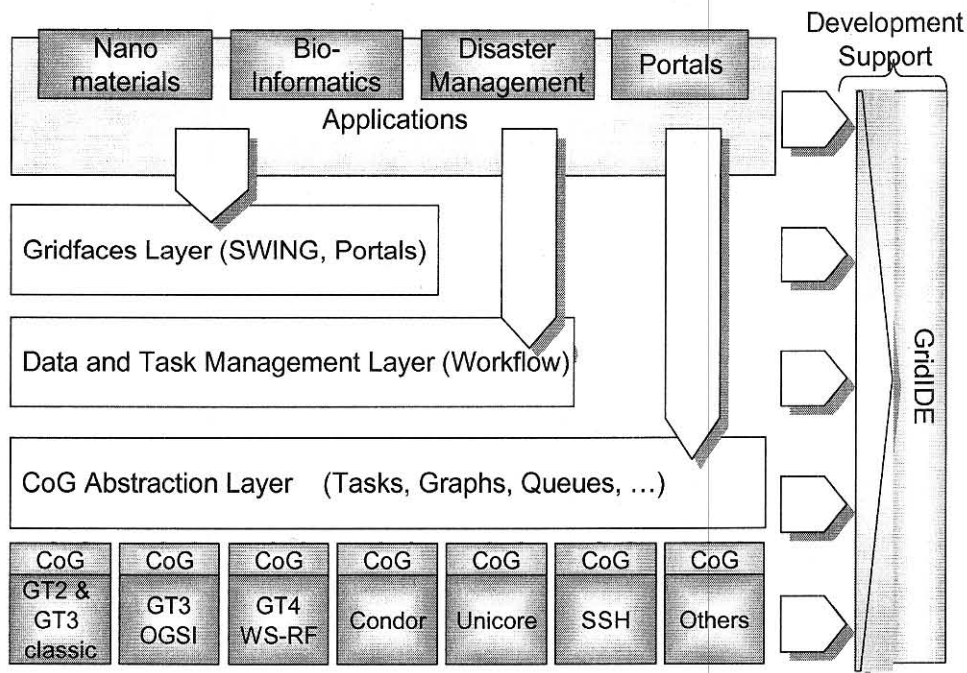 Development
Support
Nano
materials
Bio-
Informatics
Disaster
Management
Portals
Applications
Gridfaces Layer (SWING, Portals)
Data and Task Management Layer (Workflow)
CoG Abstraction Layer (Tasks, Graphs, Queues, ...)
GridIDE
CoG
GT2 &
GT3
classic
CoG
GT3
OGSI
CoG
GT4
WS-RF
CoG
Condor
CoG
Unicore
CoG
SSH
CoG
Others